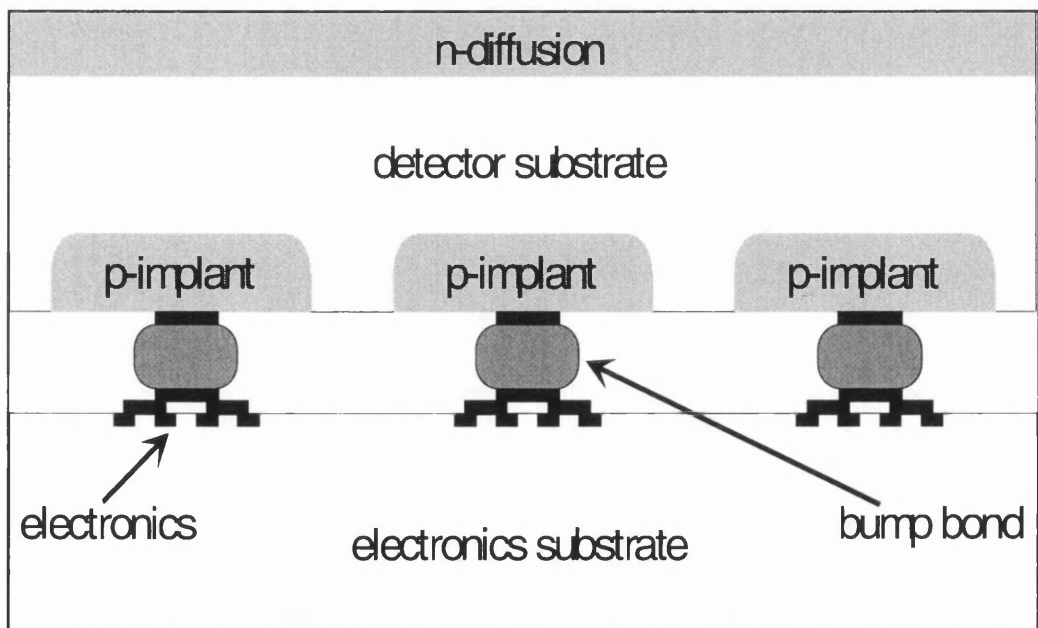 n-diffusion
detector substrate
p-implant p-implant p-implant
electronics
bump bond
electronics substrate